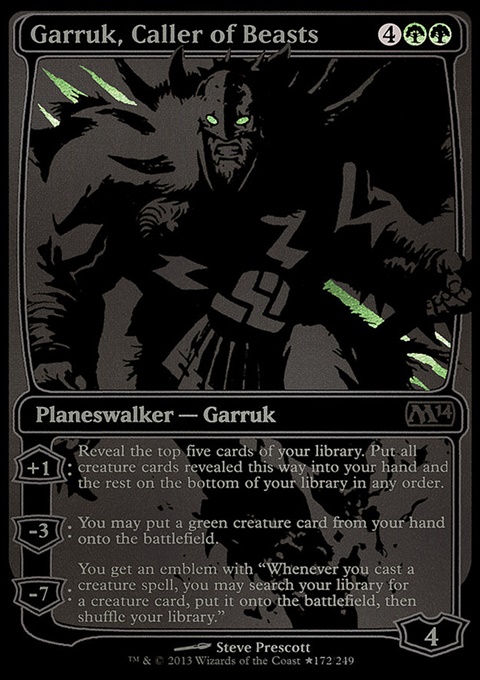 Garruk, Caller of Beasts 4
Planeswalker — Garruk M14
+1: Reveal the top five cards of your library. Put all
creature cards revealed this way into your hand and
the rest on the bottom of your library in any order.
-3: You may put a green creature card from your hand
onto the battlefield.
-7: You get an emblem with “Whenever you cast a
creature spell, you may search your library for
a creature card, put it onto the battlefield, then
shuffle your library.”
4
Steve Prescott
™ & © 2013 Wizards of the Coast ★172/249